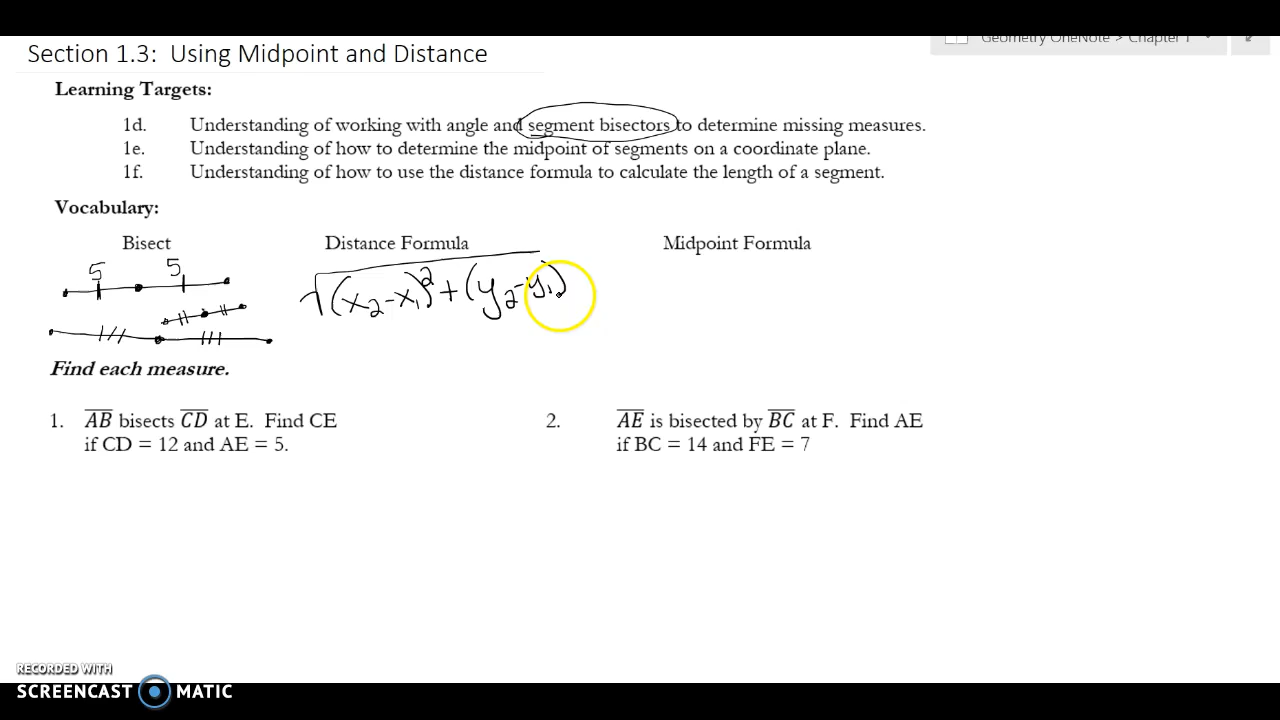 Geometry OneNote > Chapter 1
Section 1.3: Using Midpoint and Distance
Learning Targets:
1d. Understanding of working with angle and segment bisectors to determine missing measures.
1e. Understanding of how to determine the midpoint of segments on a coordinate plane.
1f. Understanding of how to use the distance formula to calculate the length of a segment.
Vocabulary:
Bisect Distance Formula Midpoint Formula
5 5
√(x₂-x₁)²+(y₂-y₁)
Find each measure.
1. A̅B̅ bisects C̅D̅ at E. Find CE
if CD = 12 and AE = 5.
2. A̅E̅ is bisected by B̅C̅ at F. Find AE
if BC = 14 and FE = 7
RECORDED WITH
SCREENCAST MATIC